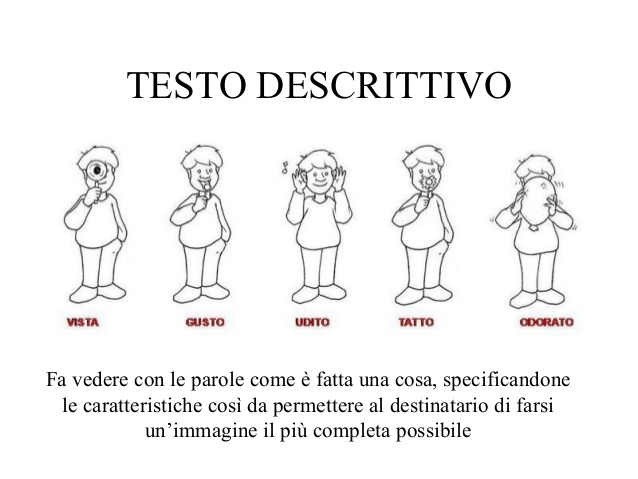 TESTO DESCRITTIVO
VISTA GUSTO UDITO TATTO ODORATO
Fa vedere con le parole come è fatta una cosa, specificandone
le caratteristiche così da permettere al destinatario di farsi
un’immagine il più completa possibile